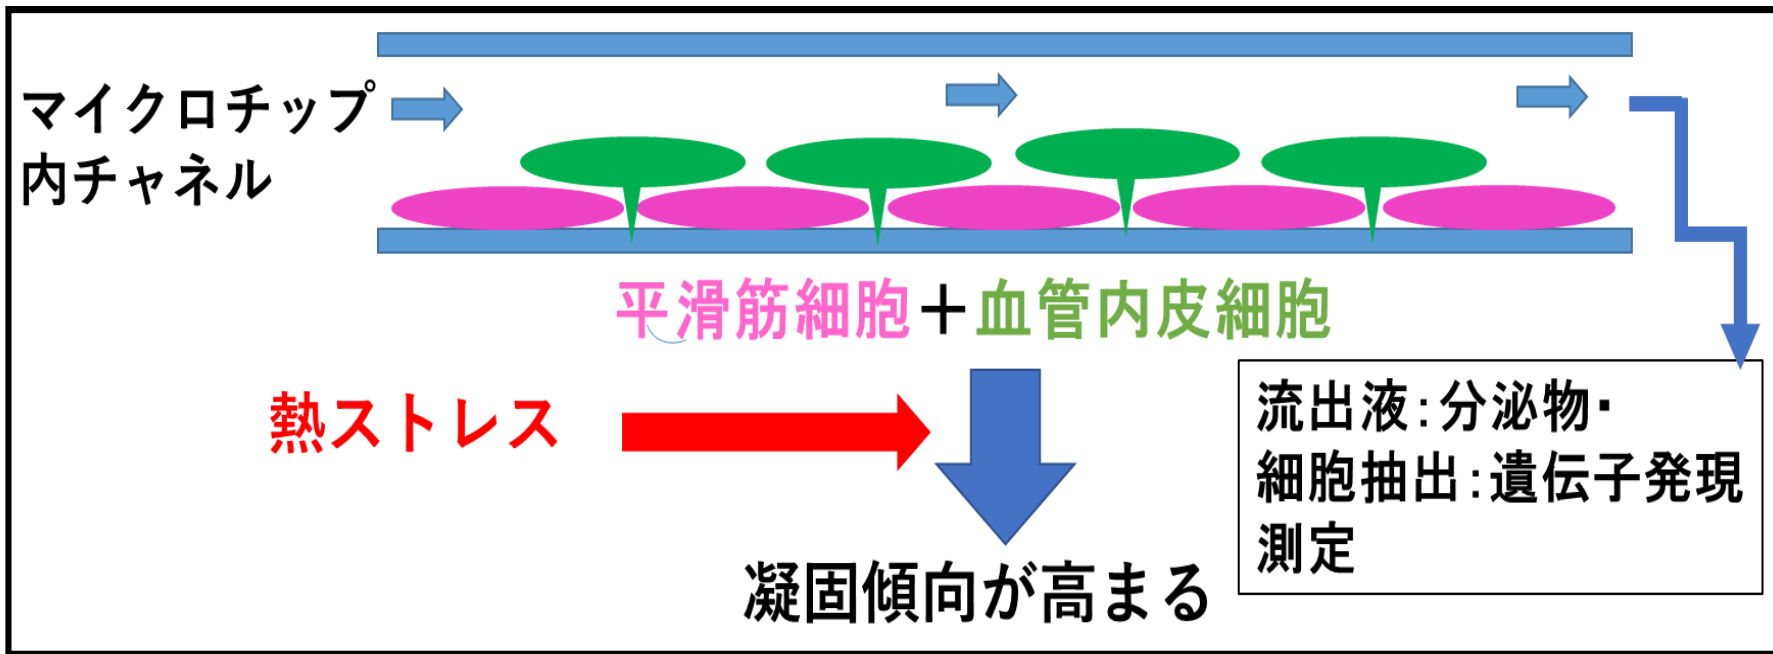 マイクロチップ
内チャネル
平滑筋細胞＋血管内皮細胞
熱ストレス
凝固傾向が高まる
流出液：分泌物・
細胞抽出：遺伝子発現
測定